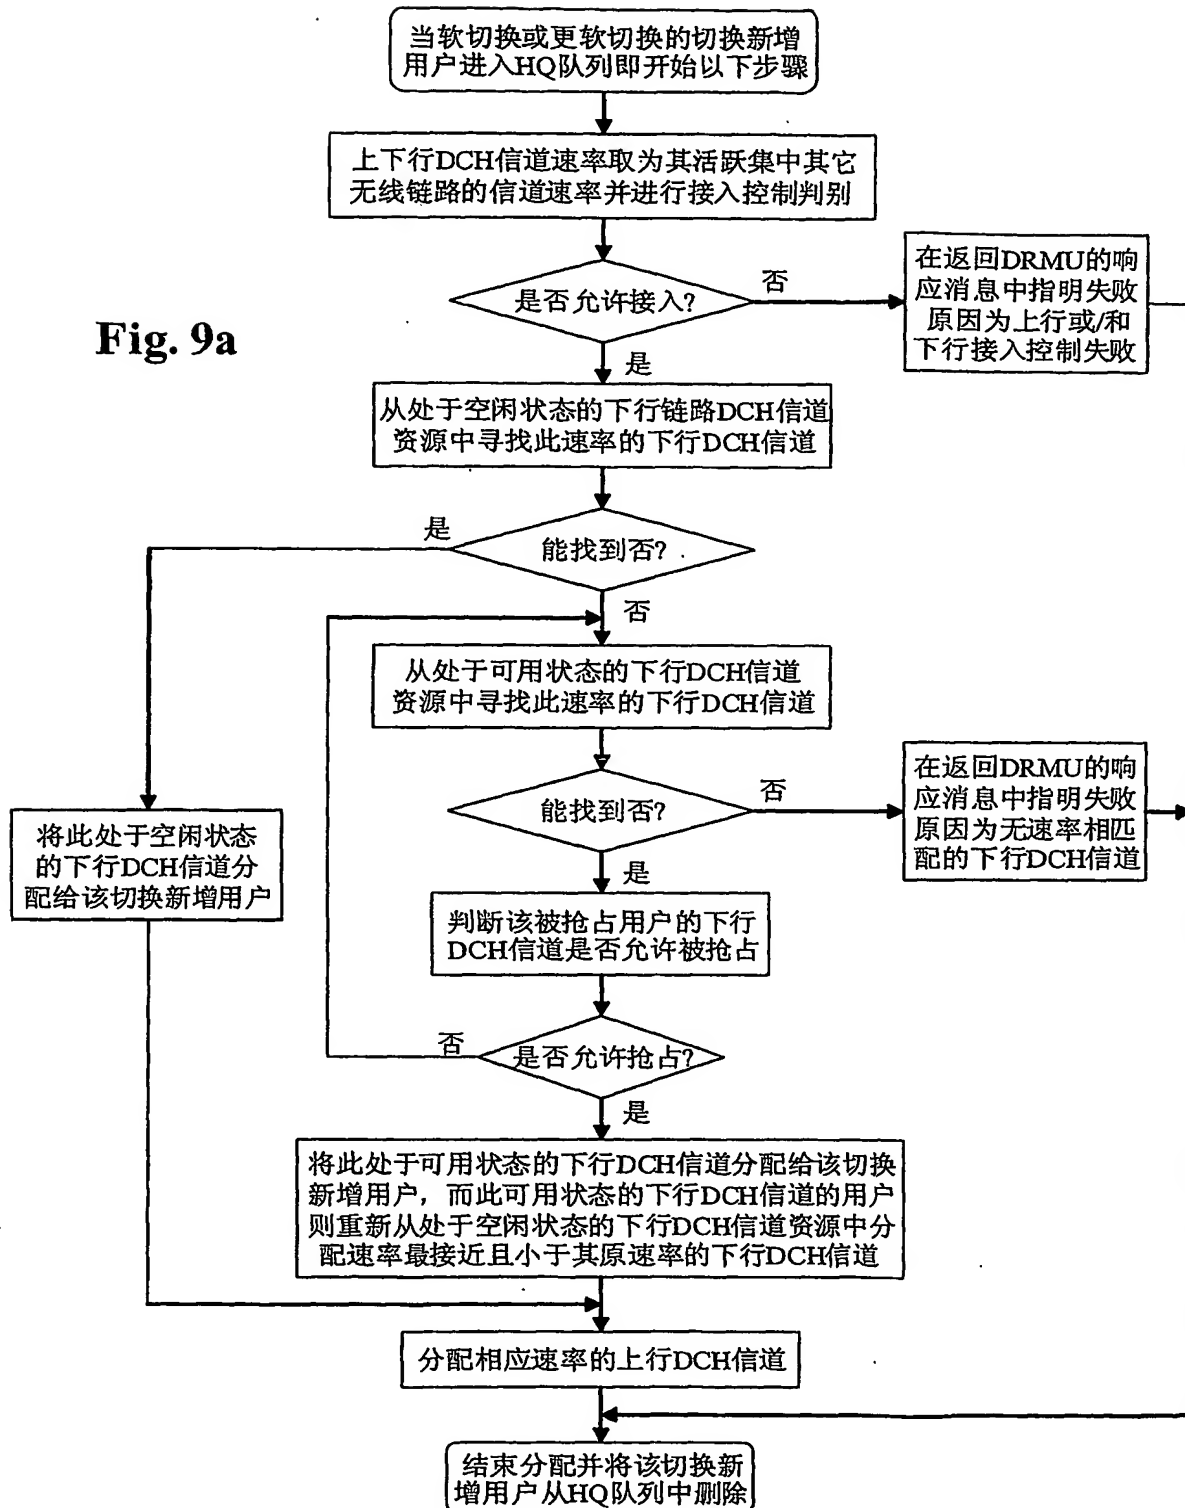 当软切换或更软切换的切换新增
用户进入HQ队列即开始以下步骤
上下行DCH信道速率取为其活跃集中其它
无线链路的信道速率并进行接入控制判别
是否允许接入?
否
在返回DRMU的响
应消息中指明失败
原因为上行或/和
下行接入控制失败
Fig. 9a
是
从处于空闲状态的下行链路DCH信道
资源中寻找此速率的下行DCH信道
能找到否?
是
否
从处于可用状态的下行DCH信道
资源中寻找此速率的下行DCH信道
能找到否?
否
在返回DRMU的响
应消息中指明失败
原因为无速率相匹
配的下行DCH信道
将此处于空闲状态
的下行DCH信道分
配给该切换新增用户
是
判断该被抢占用户的下行
DCH信道是否允许被抢占
是否允许抢占?
否
是
将此处于可用状态的下行DCH信道分配给该切换
新增用户，而此可用状态的下行DCH信道的用户
则重新从处于空闲状态的下行DCH信道资源中分
配速率最接近且小于其原速率的下行DCH信道
分配相应速率的上行DCH信道
结束分配并将该切换新
增用户从HQ队列中删除